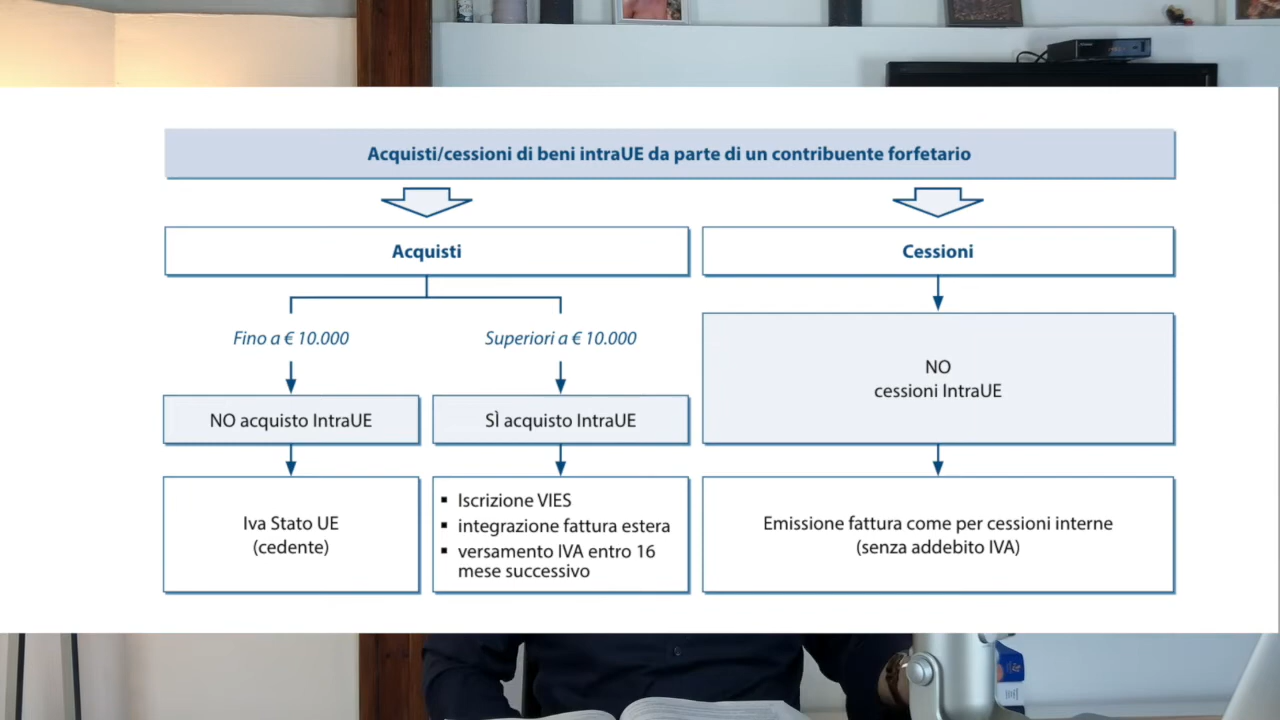 Acquisti/cessioni di beni intraUE da parte di un contribuente forfetario
Acquisti
Cessioni
Fino a € 10.000
Superiori a € 10.000
NO
cessioni IntraUE
NO acquisto IntraUE
SÌ acquisto IntraUE
Iva Stato UE
(cedente)
▪ Iscrizione VIES
▪ integrazione fattura estera
▪ versamento IVA entro 16
mese successivo
Emissione fattura come per cessioni interne
(senza addebito IVA)